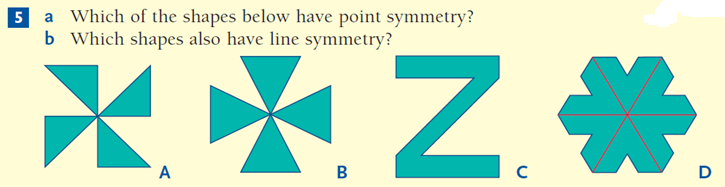 5 a Which of the shapes below have point symmetry?
b Which shapes also have line symmetry?
A B C D